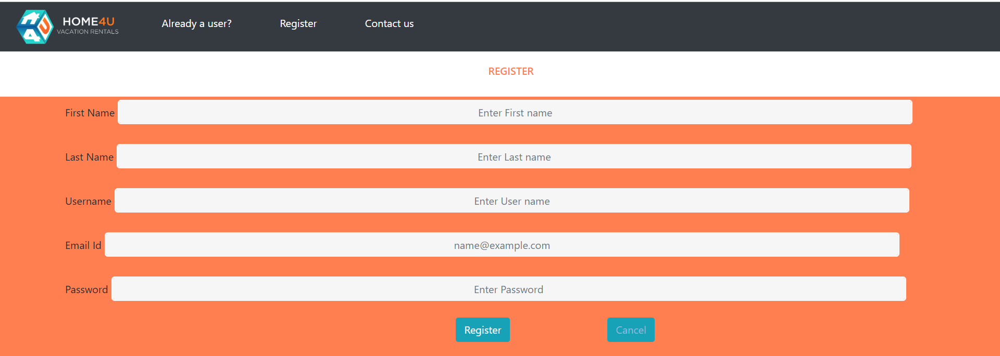 HOME4U
VACATION RENTALS
Already a user? Register Contact us
REGISTER
First Name Enter First name
Last Name Enter Last name
Username Enter User name
Email Id name@example.com
Password Enter Password
Register Cancel